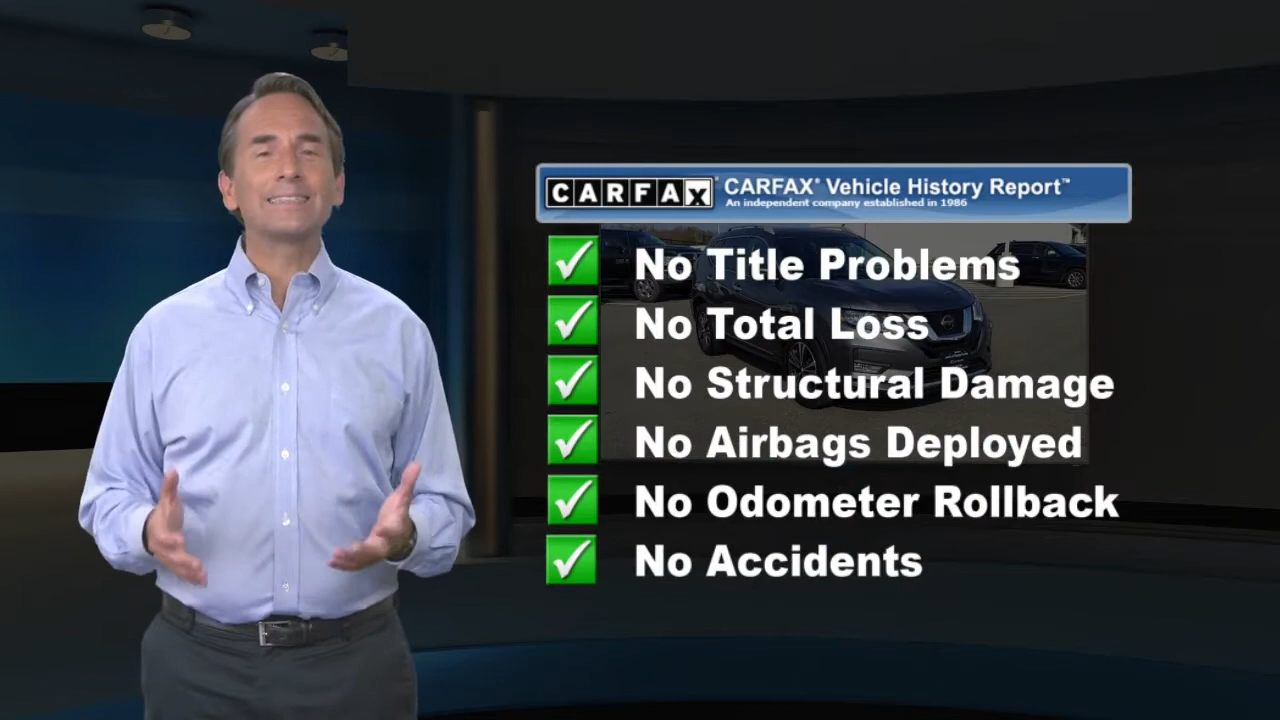 CARFAX® CARFAX® Vehicle History Report™
An independent company established in 1986
No Title Problems
No Total Loss
No Structural Damage
No Airbags Deployed
No Odometer Rollback
No Accidents